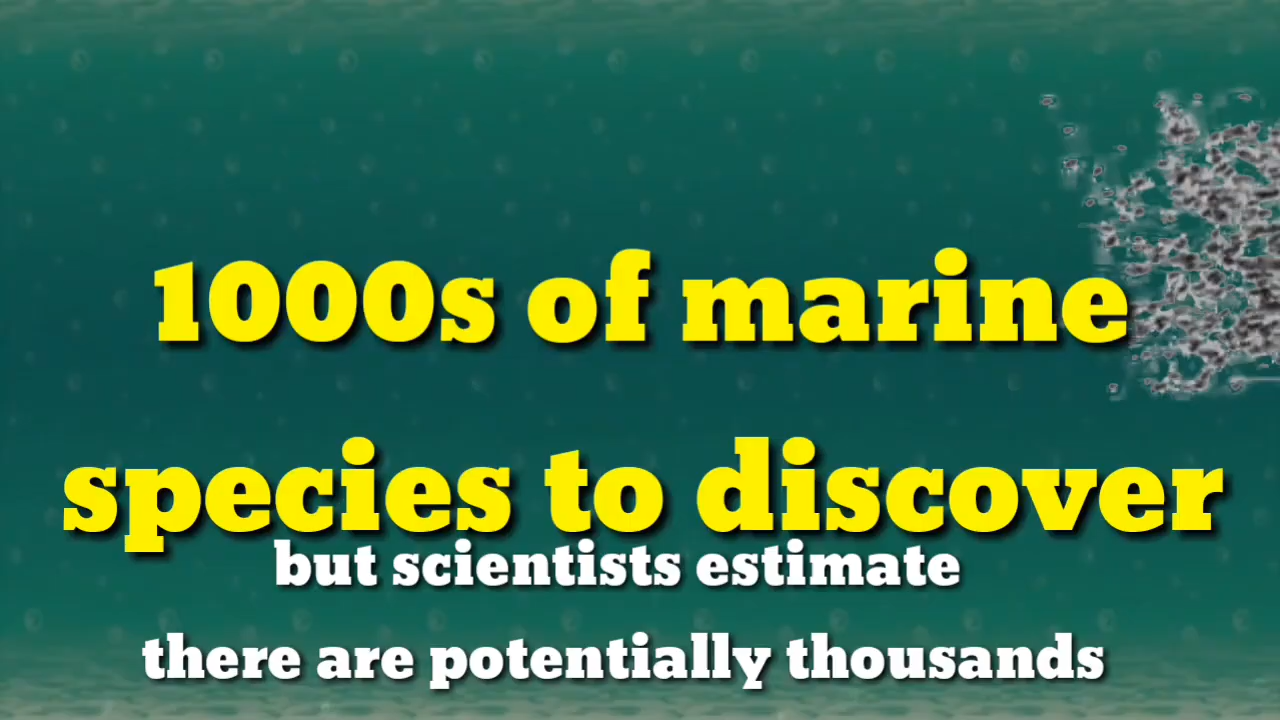 1000s of marine
species to discover
but scientists estimate
there are potentially thousands